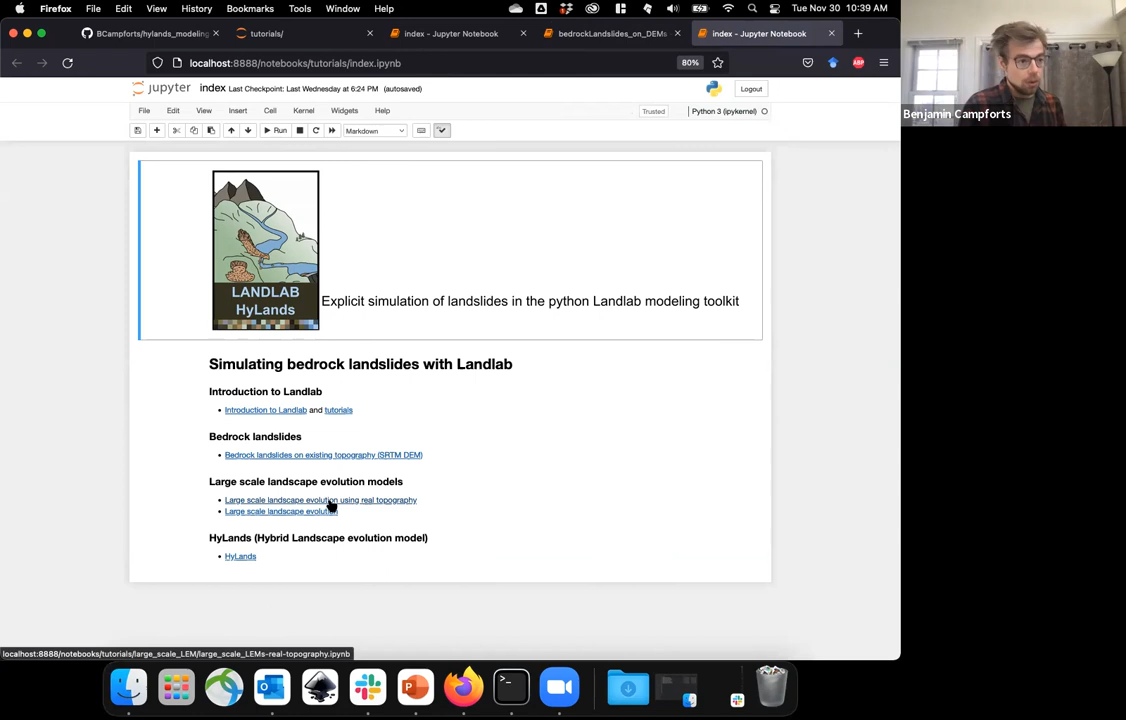 Firefox File Edit View History Bookmarks Tools Window Help Tue Nov 30 10:39 AM
BCampforts/hylands_modeling
tutorials/
index - Jupyter Notebook
bedrockLandslides_on_DEMs
index - Jupyter Notebook
localhost:8888/notebooks/tutorials/index.ipynb
80%
ABP
jupyter index Last Checkpoint: Last Wednesday at 6:24 PM (autosaved)
Logout
File Edit View Insert Cell Kernel Widgets Help
Trusted
Python 3 (ipykernel)
Run
Markdown
LANDLAB
HyLands
Explicit simulation of landslides in the python Landlab modeling toolkit
Simulating bedrock landslides with Landlab
Introduction to Landlab
• Introduction to Landlab and tutorials
Bedrock landslides
• Bedrock landslides on existing topography (SRTM DEM)
Large scale landscape evolution models
• Large scale landscape evolution using real topography
• Large scale landscape evolution
HyLands (Hybrid Landscape evolution model)
• HyLands
localhost:8888/notebooks/tutorials/large_scale_LEM/large_scale_LEMs-real-topography.ipynb
Benjamin Campforts